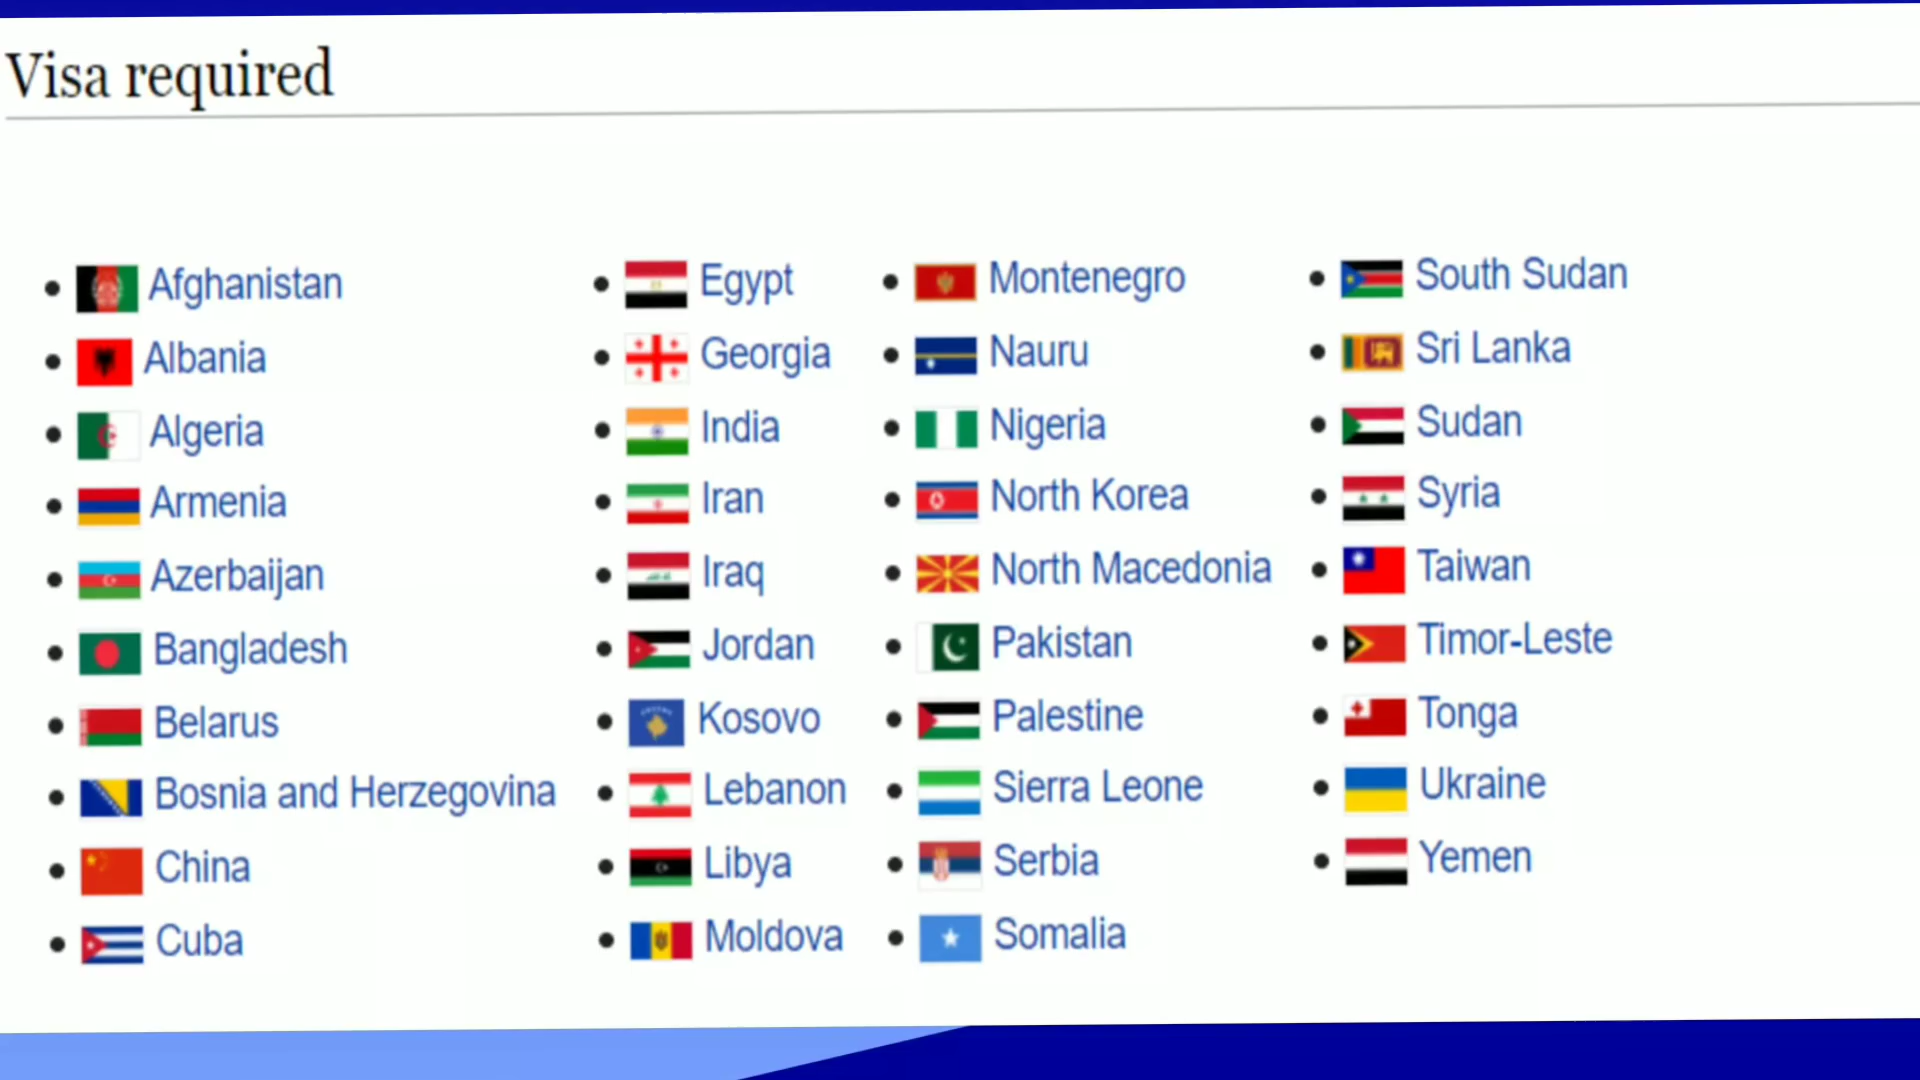 Visa required
Afghanistan
Albania
Algeria
Armenia
Azerbaijan
Bangladesh
Belarus
Bosnia and Herzegovina
China
Cuba
Egypt
Georgia
India
Iran
Iraq
Jordan
Kosovo
Lebanon
Libya
Moldova
Montenegro
Nauru
Nigeria
North Korea
North Macedonia
Pakistan
Palestine
Sierra Leone
Serbia
Somalia
South Sudan
Sri Lanka
Sudan
Syria
Taiwan
Timor-Leste
Tonga
Ukraine
Yemen